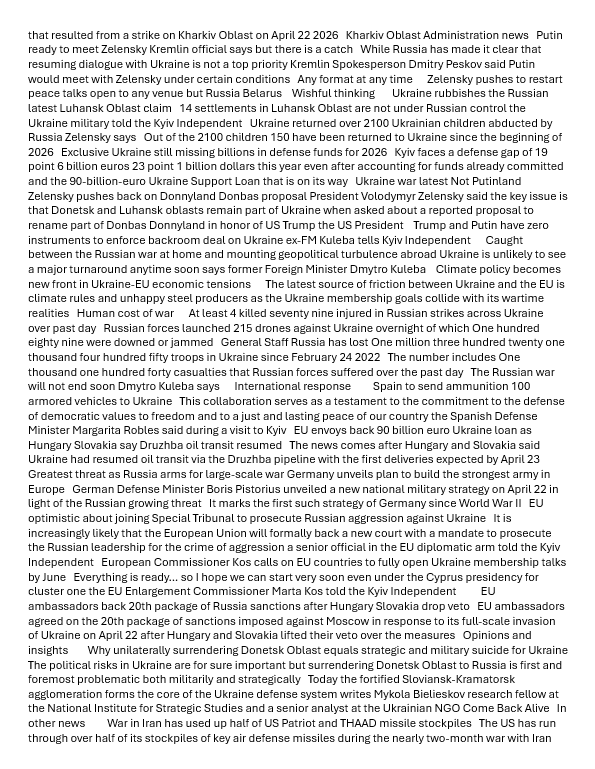 that resulted from a strike on Kharkiv Oblast on April 22 2026   Kharkiv Oblast Administration news   Putin
ready to meet Zelensky Kremlin official says but there is a catch   While Russia has made it clear that
resuming dialogue with Ukraine is not a top priority Kremlin Spokesperson Dmitry Peskov said Putin
would meet with Zelensky under certain conditions   Any format at any time     Zelensky pushes to restart
peace talks open to any venue but Russia Belarus   Wishful thinking     Ukraine rubbishes the Russian
latest Luhansk Oblast claim   14 settlements in Luhansk Oblast are not under Russian control the
Ukraine military told the Kyiv Independent   Ukraine returned over 2100 Ukrainian children abducted by
Russia Zelensky says   Out of the 2100 children 150 have been returned to Ukraine since the beginning of
2026   Exclusive Ukraine still missing billions in defense funds for 2026   Kyiv faces a defense gap of 19
point 6 billion euros 23 point 1 billion dollars this year even after accounting for funds already committed
and the 90-billion-euro Ukraine Support Loan that is on its way   Ukraine war latest Not Putinland
Zelensky pushes back on Donnyland Donbas proposal President Volodymyr Zelensky said the key issue is
that Donetsk and Luhansk oblasts remain part of Ukraine when asked about a reported proposal to
rename part of Donbas Donnyland in honor of US Trump the US President   Trump and Putin have zero
instruments to enforce backroom deal on Ukraine ex-FM Kuleba tells Kyiv Independent     Caught
between the Russian war at home and mounting geopolitical turbulence abroad Ukraine is unlikely to see
a major turnaround anytime soon says former Foreign Minister Dmytro Kuleba   Climate policy becomes
new front in Ukraine-EU economic tensions     The latest source of friction between Ukraine and the EU is
climate rules and unhappy steel producers as the Ukraine membership goals collide with its wartime
realities   Human cost of war     At least 4 killed seventy nine injured in Russian strikes across Ukraine
over past day   Russian forces launched 215 drones against Ukraine overnight of which One hundred
eighty nine were downed or jammed   General Staff Russia has lost One million three hundred twenty one
thousand four hundred fifty troops in Ukraine since February 24 2022   The number includes One
thousand one hundred forty casualties that Russian forces suffered over the past day   The Russian war
will not end soon Dmytro Kuleba says     International response       Spain to send ammunition 100
armored vehicles to Ukraine   This collaboration serves as a testament to the commitment to the defense
of democratic values to freedom and to a just and lasting peace of our country the Spanish Defense
Minister Margarita Robles said during a visit to Kyiv   EU envoys back 90 billion euro Ukraine loan as
Hungary Slovakia say Druzhba oil transit resumed   The news comes after Hungary and Slovakia said
Ukraine had resumed oil transit via the Druzhba pipeline with the first deliveries expected by April 23
Greatest threat as Russia arms for large-scale war Germany unveils plan to build the strongest army in
Europe   German Defense Minister Boris Pistorius unveiled a new national military strategy on April 22 in
light of the Russian growing threat   It marks the first such strategy of Germany since World War II   EU
optimistic about joining Special Tribunal to prosecute Russian aggression against Ukraine   It is
increasingly likely that the European Union will formally back a new court with a mandate to prosecute
the Russian leadership for the crime of aggression a senior official in the EU diplomatic arm told the Kyiv
Independent   European Commissioner Kos calls on EU countries to fully open Ukraine membership talks
by June   Everything is ready... so I hope we can start very soon even under the Cyprus presidency for
cluster one the EU Enlargement Commissioner Marta Kos told the Kyiv Independent       EU
ambassadors back 20th package of Russia sanctions after Hungary Slovakia drop veto   EU ambassadors
agreed on the 20th package of sanctions imposed against Moscow in response to its full-scale invasion
of Ukraine on April 22 after Hungary and Slovakia lifted their veto over the measures   Opinions and
insights     Why unilaterally surrendering Donetsk Oblast equals strategic and military suicide for Ukraine
The political risks in Ukraine are for sure important but surrendering Donetsk Oblast to Russia is first and
foremost problematic both militarily and strategically   Today the fortified Sloviansk-Kramatorsk
agglomeration forms the core of the Ukraine defense system writes Mykola Bielieskov research fellow at
the National Institute for Strategic Studies and a senior analyst at the Ukrainian NGO Come Back Alive   In
other news     War in Iran has used up half of US Patriot and THAAD missile stockpiles   The US has run
through over half of its stockpiles of key air defense missiles during the nearly two-month war with Iran